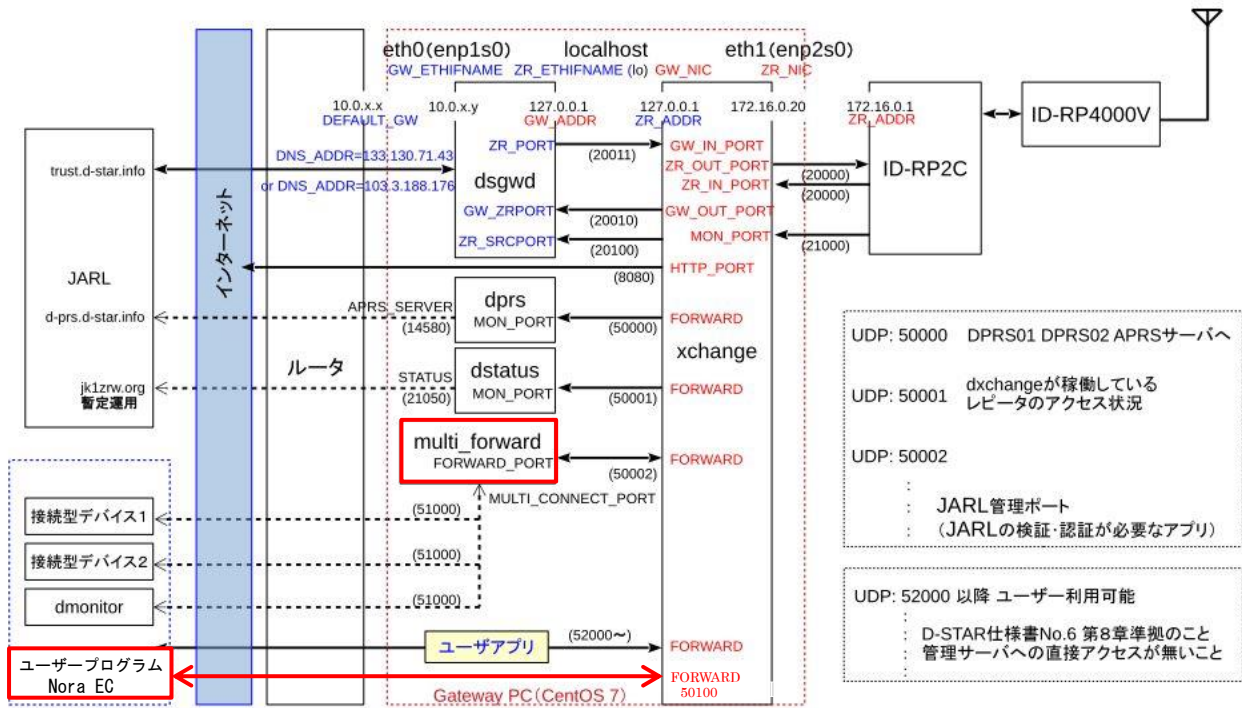 eth0(enp1s0)
localhost
eth1(enp2s0)
GW_ETHIFNAME
ZR_ETHIFNAME (lo)
GW_NIC
ZR_NIC
10.0.x.x
DEFAULT_GW
10.0.x.y
127.0.0.1
GW_ADDR
127.0.0.1
ZR_ADDR
172.16.0.20
172.16.0.1
ZR_ADDR
ID-RP4000V
ID-RP2C
trust.d-star.info
DNS_ADDR=133.130.71.43
or DNS_ADDR=103.3.188.176
ZR_PORT
(20011)
GW_IN_PORT
ZR_OUT_PORT
(20000)
ZR_IN_PORT
(20000)
dsgwd
GW_ZRPORT
(20010)
GW_OUT_PORT
ZR_SRCPORT
(20100)
MON_PORT
(21000)
(8080)
HTTP_PORT
インターネット
JARL
d-prs.d-star.info
APRS_SERVER
(14580)
dprs
MON_PORT
(50000)
FORWARD
xchange
ルータ
jk1zrw.org
暫定運用
STATUS
(21050)
dstatus
MON_PORT
(50001)
FORWARD
multi_forward
FORWARD_PORT
(50002)
FORWARD
MULTI_CONNECT_PORT
接続型デバイス1
(51000)
接続型デバイス2
(51000)
dmonitor
(51000)
ユーザアプリ
(52000～)
FORWARD
ユーザープログラム
Nora EC
FORWARD
50100
Gateway PC(CentOS 7)
UDP: 50000 DPRS01 DPRS02 APRSサーバへ
UDP: 50001 dxchangeが稼働している
レピータのアクセス状況
UDP: 50002
:
: JARL管理ポート
: (JARLの検証･認証が必要なアプリ)
UDP: 52000 以降 ユーザー利用可能
: D-STAR仕様書No.6 第8章準拠のこと
: 管理サーバへの直接アクセスが無いこと
: